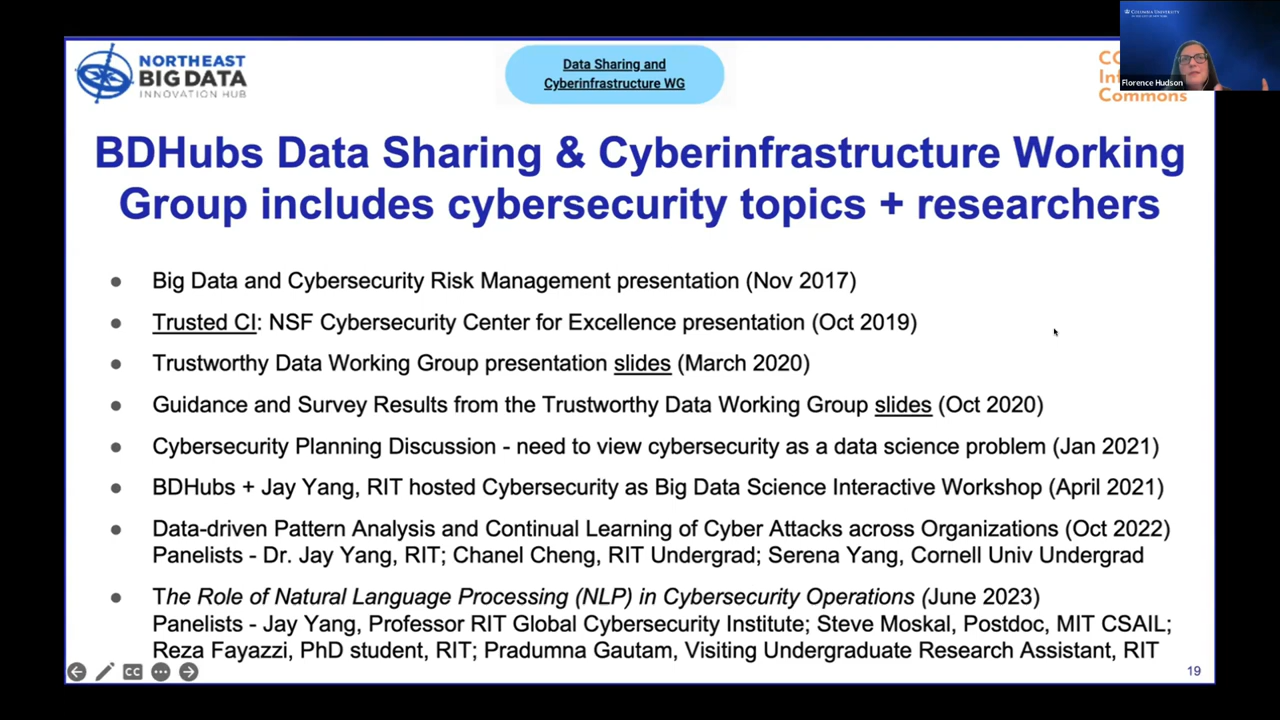 COLUMBIA UNIVERSITY
Florence Hudson
NORTHEAST
BIG DATA
INNOVATION HUB
Data Sharing and
Cyberinfrastructure WG
Commons
BDHubs Data Sharing & Cyberinfrastructure Working
Group includes cybersecurity topics + researchers
● Big Data and Cybersecurity Risk Management presentation (Nov 2017)
● Trusted CI: NSF Cybersecurity Center for Excellence presentation (Oct 2019)
● Trustworthy Data Working Group presentation slides (March 2020)
● Guidance and Survey Results from the Trustworthy Data Working Group slides (Oct 2020)
● Cybersecurity Planning Discussion - need to view cybersecurity as a data science problem (Jan 2021)
● BDHubs + Jay Yang, RIT hosted Cybersecurity as Big Data Science Interactive Workshop (April 2021)
● Data-driven Pattern Analysis and Continual Learning of Cyber Attacks across Organizations (Oct 2022)
Panelists - Dr. Jay Yang, RIT; Chanel Cheng, RIT Undergrad; Serena Yang, Cornell Univ Undergrad
● The Role of Natural Language Processing (NLP) in Cybersecurity Operations (June 2023)
Panelists - Jay Yang, Professor RIT Global Cybersecurity Institute; Steve Moskal, Postdoc, MIT CSAIL;
Reza Fayazzi, PhD student, RIT; Pradumna Gautam, Visiting Undergraduate Research Assistant, RIT
CC
19